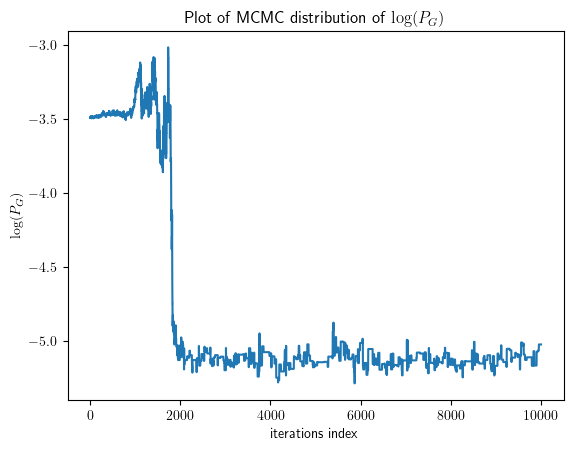 Plot of MCMC distribution of log(P_G)
−3.0
−3.5
−4.0
−4.5
−5.0
log(P_G)
0 2000 4000 6000 8000 10000
iterations index